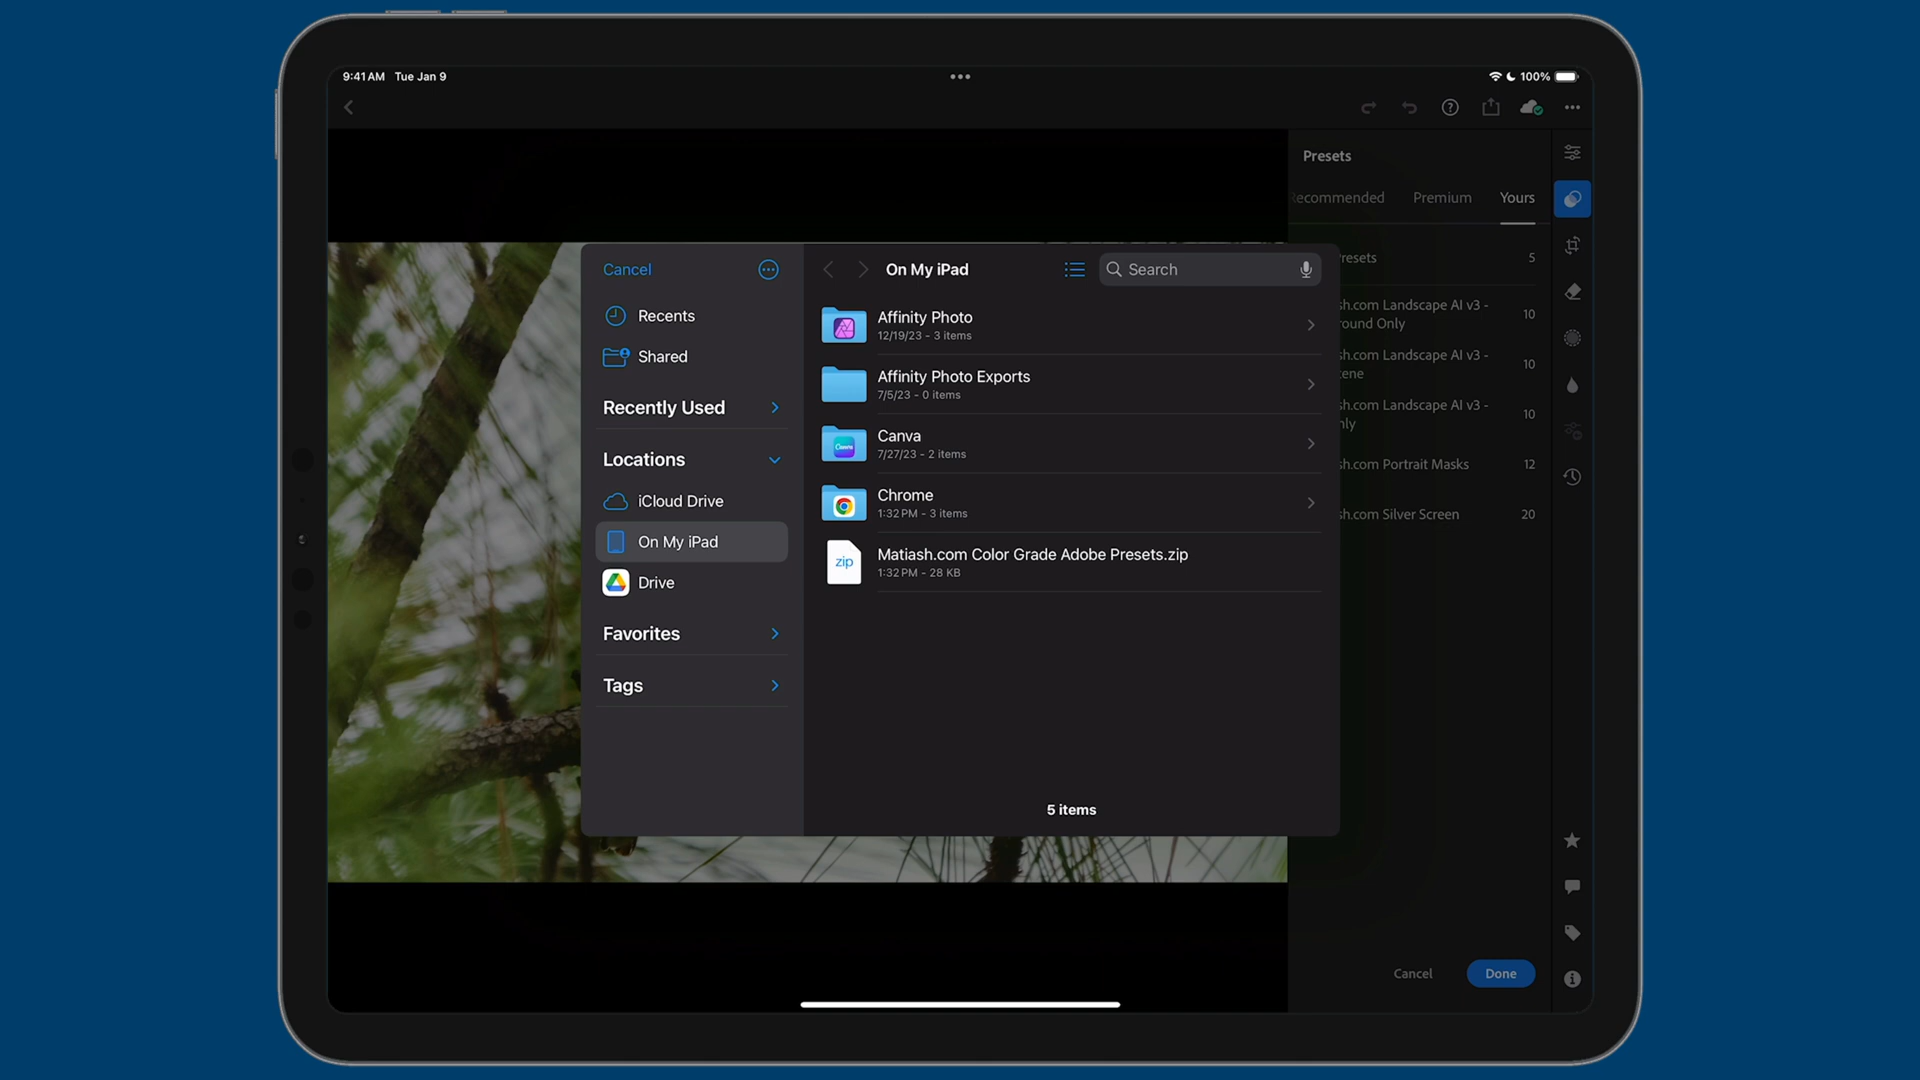 9:41 AM Tue Jan 9
100%
Presets
Recommended Premium Yours
Presets 5
sh.com Landscape AI v3 -
round Only
10
sh.com Landscape AI v3 -
cene
10
sh.com Landscape AI v3 -
nly
10
sh.com Portrait Masks 12
sh.com Silver Screen 20
Cancel Done
Cancel
Recents
Shared
Recently Used
Locations
iCloud Drive
On My iPad
Drive
Favorites
Tags
On My iPad
Search
Affinity Photo
12/19/23 - 3 items
Affinity Photo Exports
7/5/23 - 0 items
Canva
Canva
7/27/23 - 2 items
Chrome
1:32 PM - 3 items
zip
Matiash.com Color Grade Adobe Presets.zip
1:32 PM - 28 KB
5 items